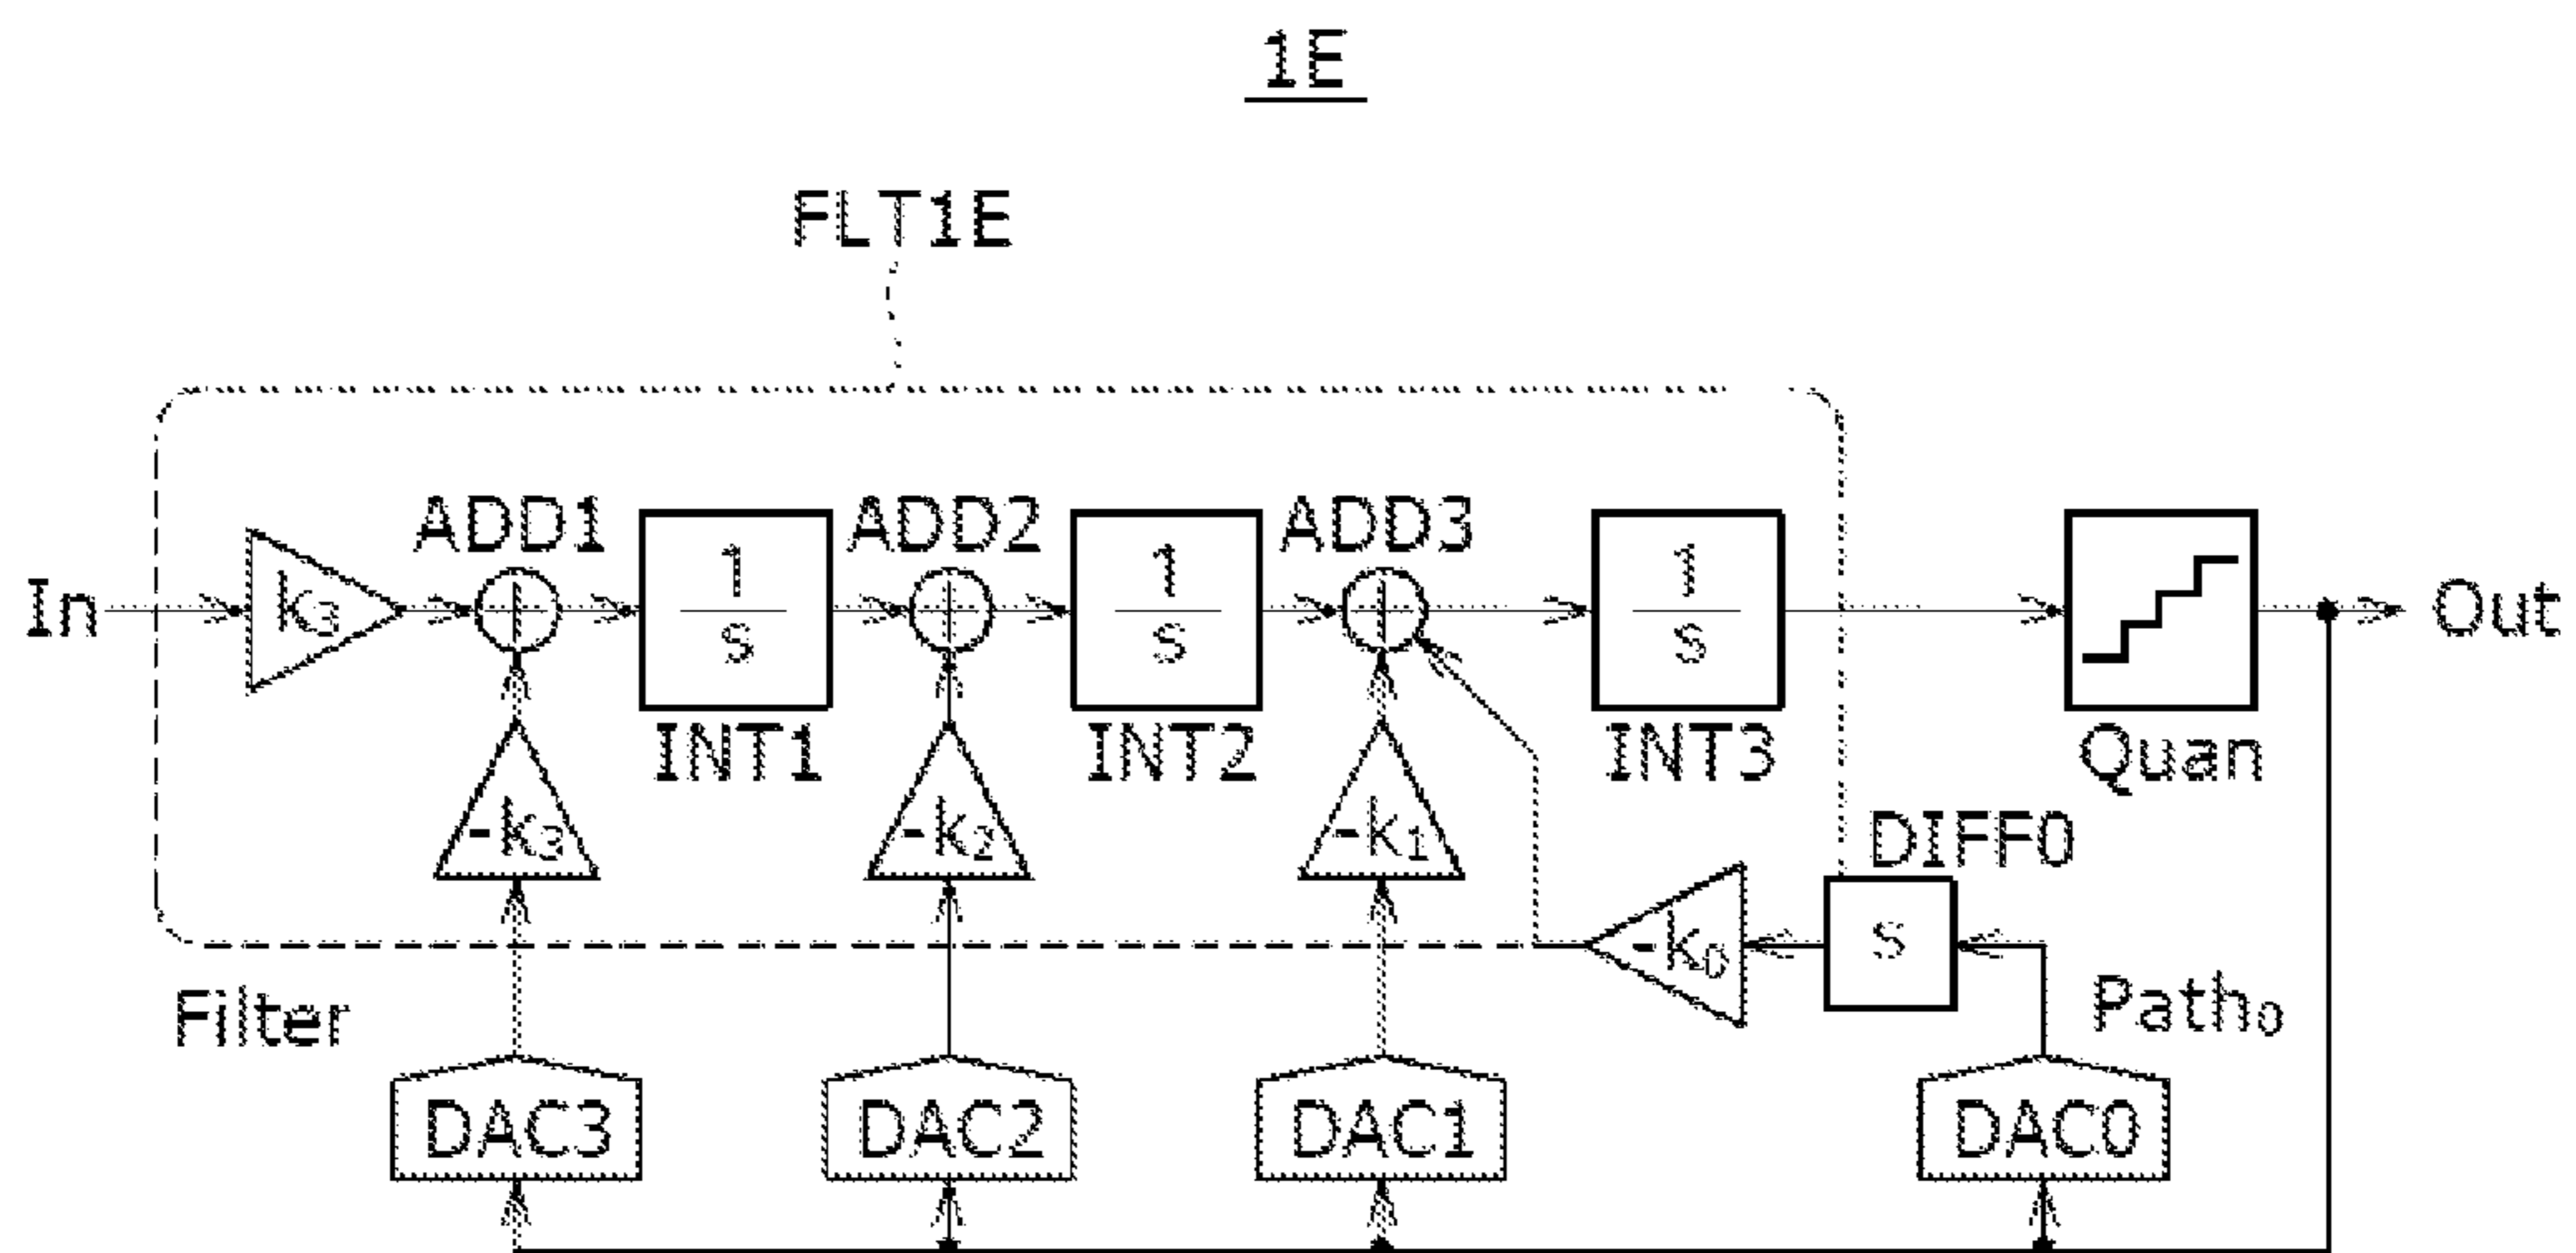 1E
FLT1E
In
k₃
ADD1
1
s
INT1
ADD2
1
s
INT2
ADD3
1
s
INT3
Quan
Out
-k₃
-k₂
-k₁
-k₀
DIFF0
s
Path₀
Filter
DAC3
DAC2
DAC1
DAC0